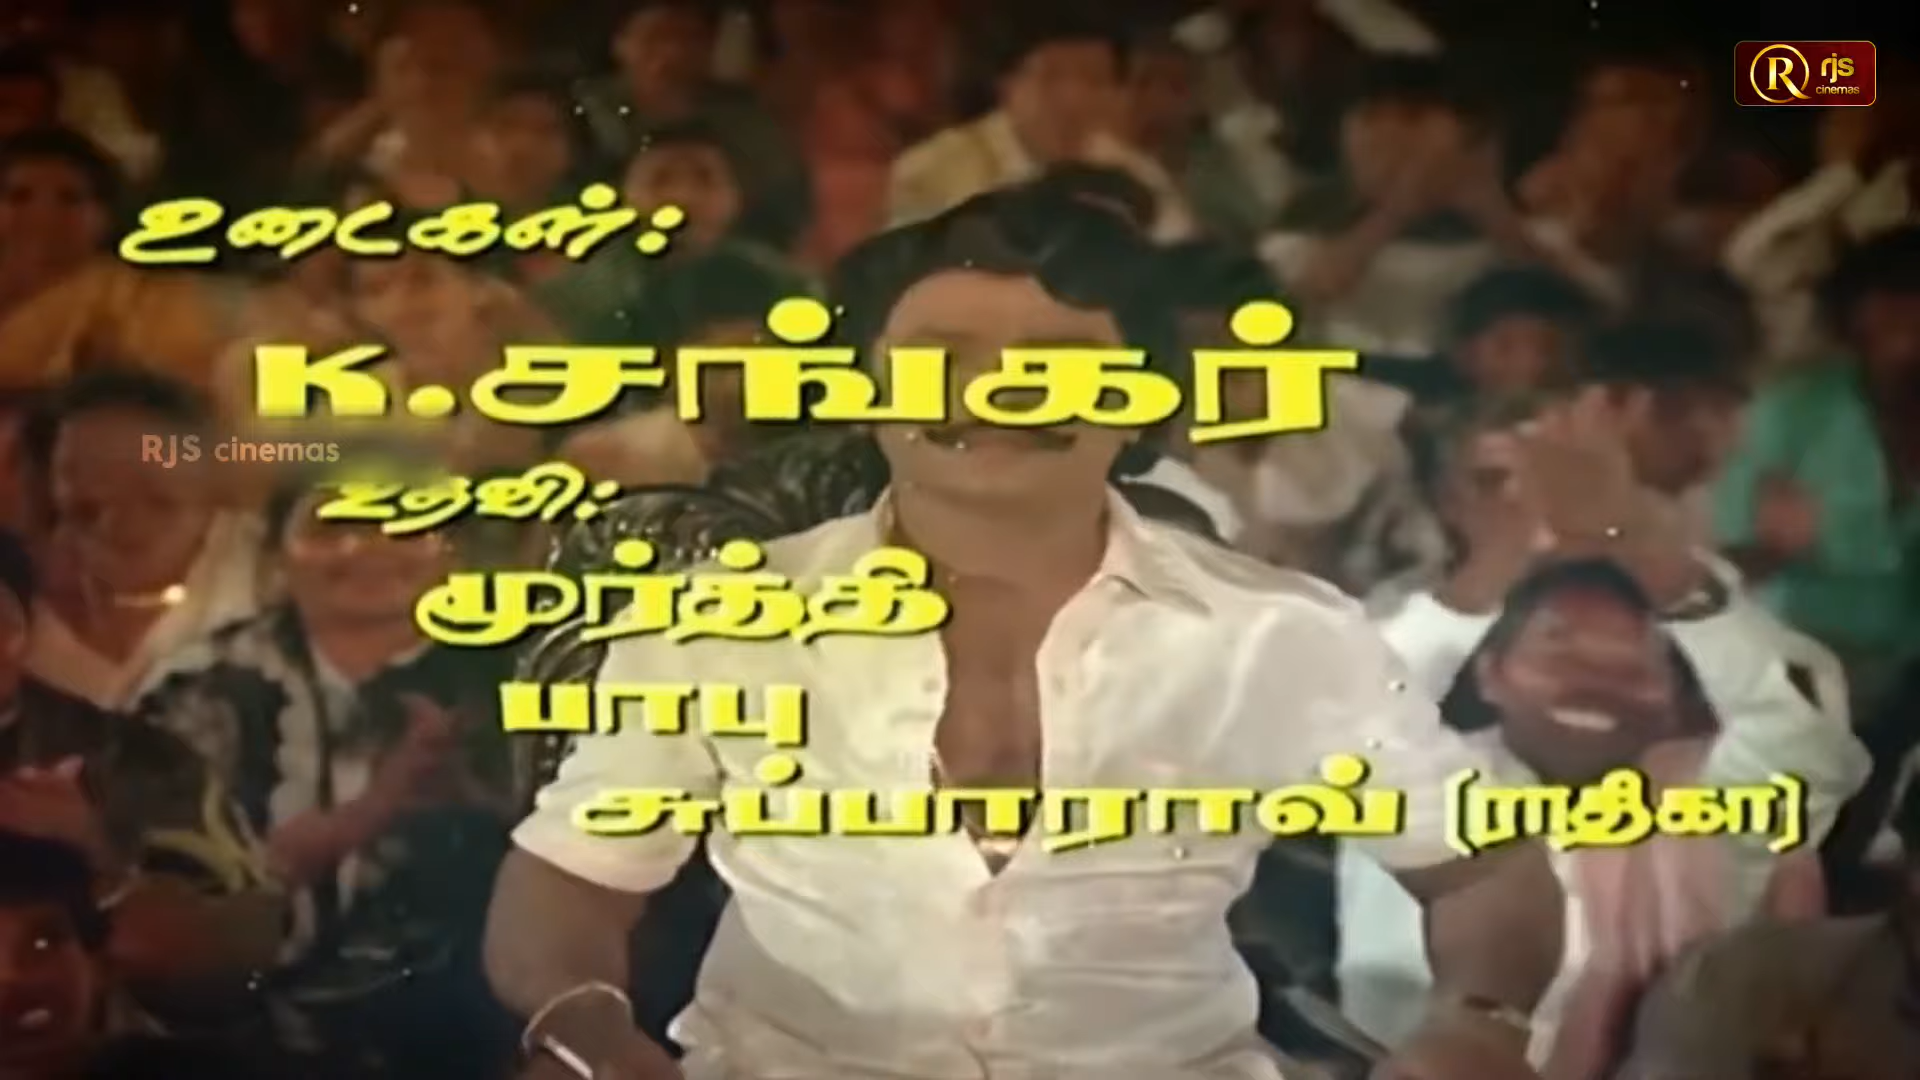 R rjs
cinemas
உடைகள்:
K.சங்கர்
RJS cinemas
உதவி:
மூர்த்தி
பாபு
சுப்பாராவ் (ராதிகா)